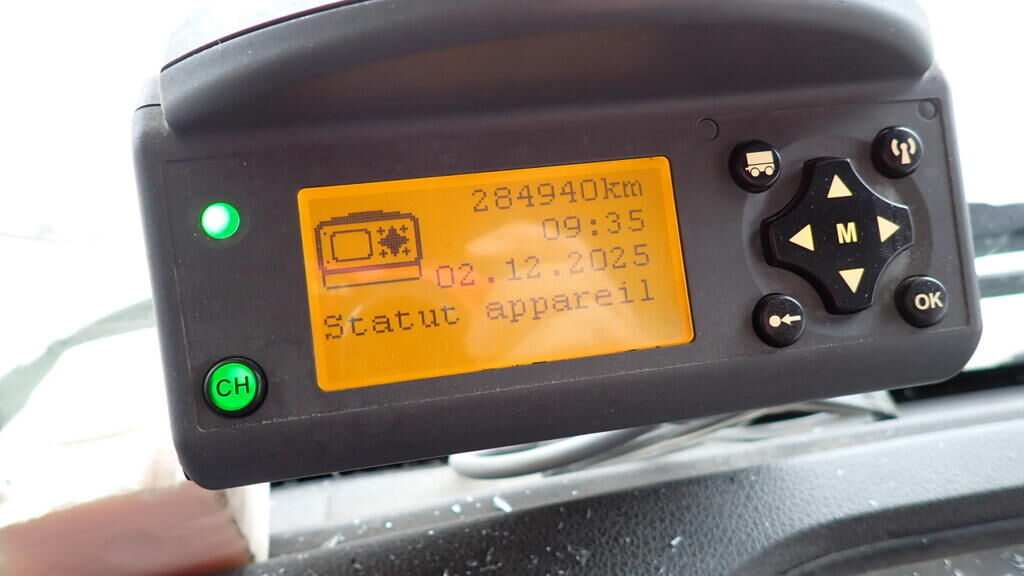 284940km
09:35
02.12.2025
Statut appareil
CH
M
OK